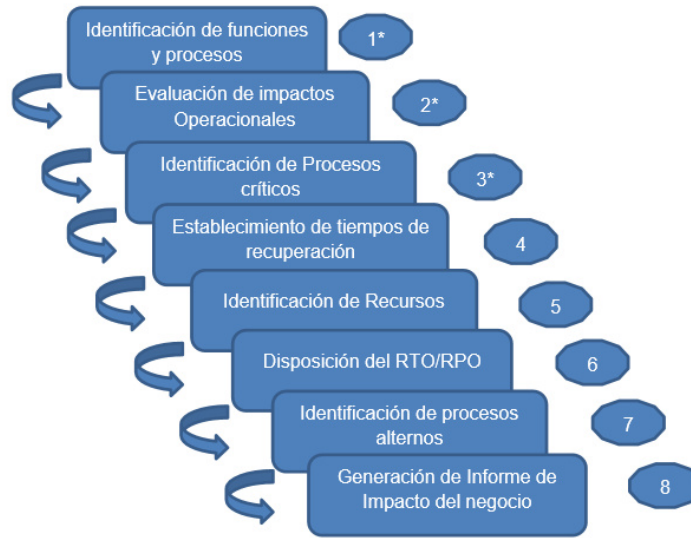 Identificación de funciones
y procesos
1*
Evaluación de impactos
Operacionales
2*
Identificación de Procesos
críticos
3*
Establecimiento de tiempos de
recuperación
4
Identificación de Recursos
5
Disposición del RTO/RPO
6
Identificación de procesos
alternos
7
Generación de Informe de
Impacto del negocio
8